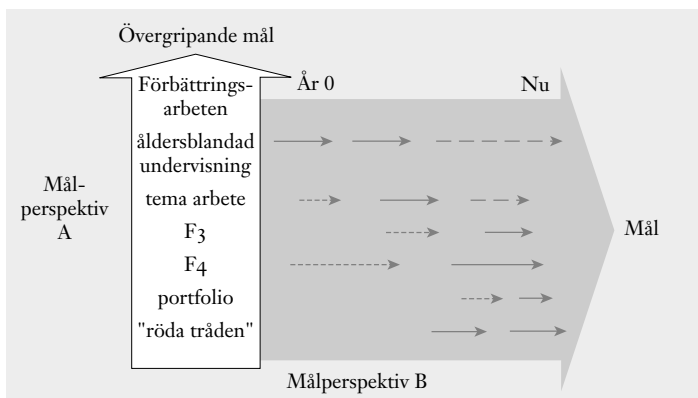 Övergripande mål
Förbättrings-
arbeten
År 0
Nu
åldersblandad
undervisning
Mål-
perspektiv
A
tema arbete
F3
F4
portfolio
"röda tråden"
Mål
Målperspektiv B